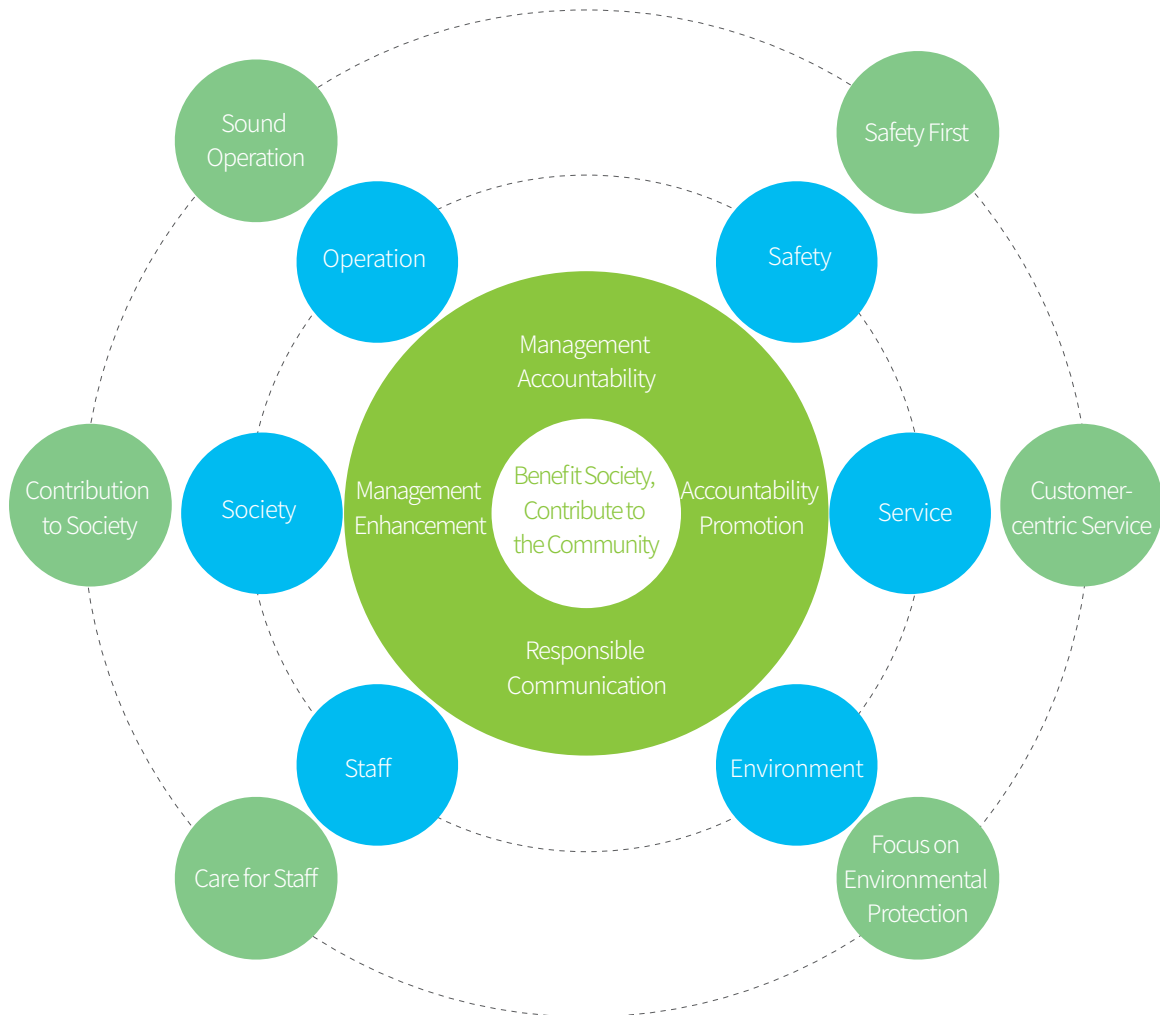 Sound
Operation
Safety First
Operation
Safety
Management
Accountability
Contribution
to Society
Society
Management
Enhancement
Benefit Society,
Contribute to
the Community
Accountability
Promotion
Service
Customer-
centric Service
Responsible
Communication
Staff
Environment
Care for Staff
Focus on
Environmental
Protection